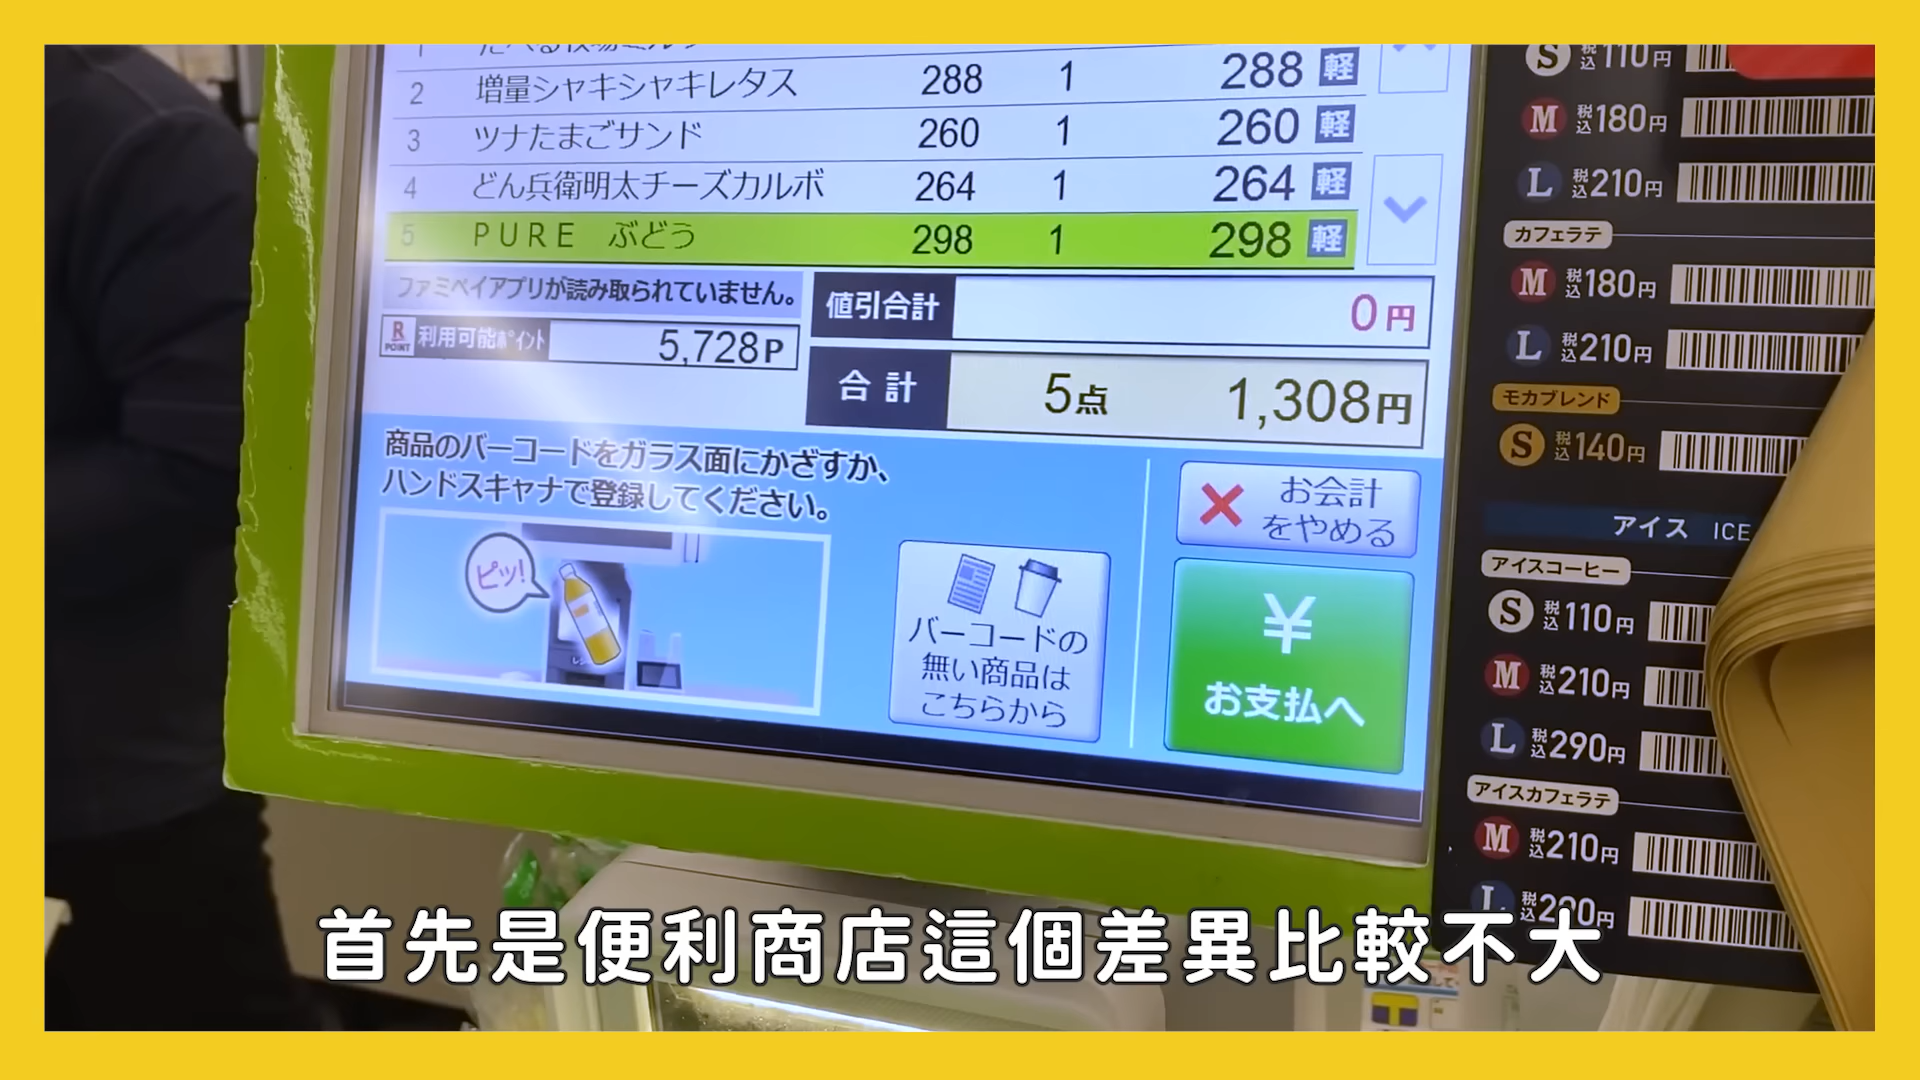 2 増量シャキシャキレタス 288 1 288 軽
3 ツナたまごサンド 260 1 260 軽
4 どん兵衛明太チーズカルボ 264 1 264 軽
5 PURE ぶどう 298 1 298 軽
ファミペイアプリが読み取られていません。
R POINT 利用可能ポイント 5,728P
値引合計 0円
合計 5点 1,308円
商品のバーコードをガラス面にかざすか、
ハンドスキャナで登録してください。
ピッ!
バーコードの
無い商品は
こちらから
お会計
をやめる
¥
お支払へ
S 税込110円
M 税込180円
L 税込210円
カフェラテ
M 税込180円
L 税込210円
モカブレンド
S 税込140円
アイス ICE
アイスコーヒー
S 税込110円
M 税込210円
L 税込290円
アイスカフェラテ
M 税込210円
L 税込290円
首先是便利商店這個差異比較不大